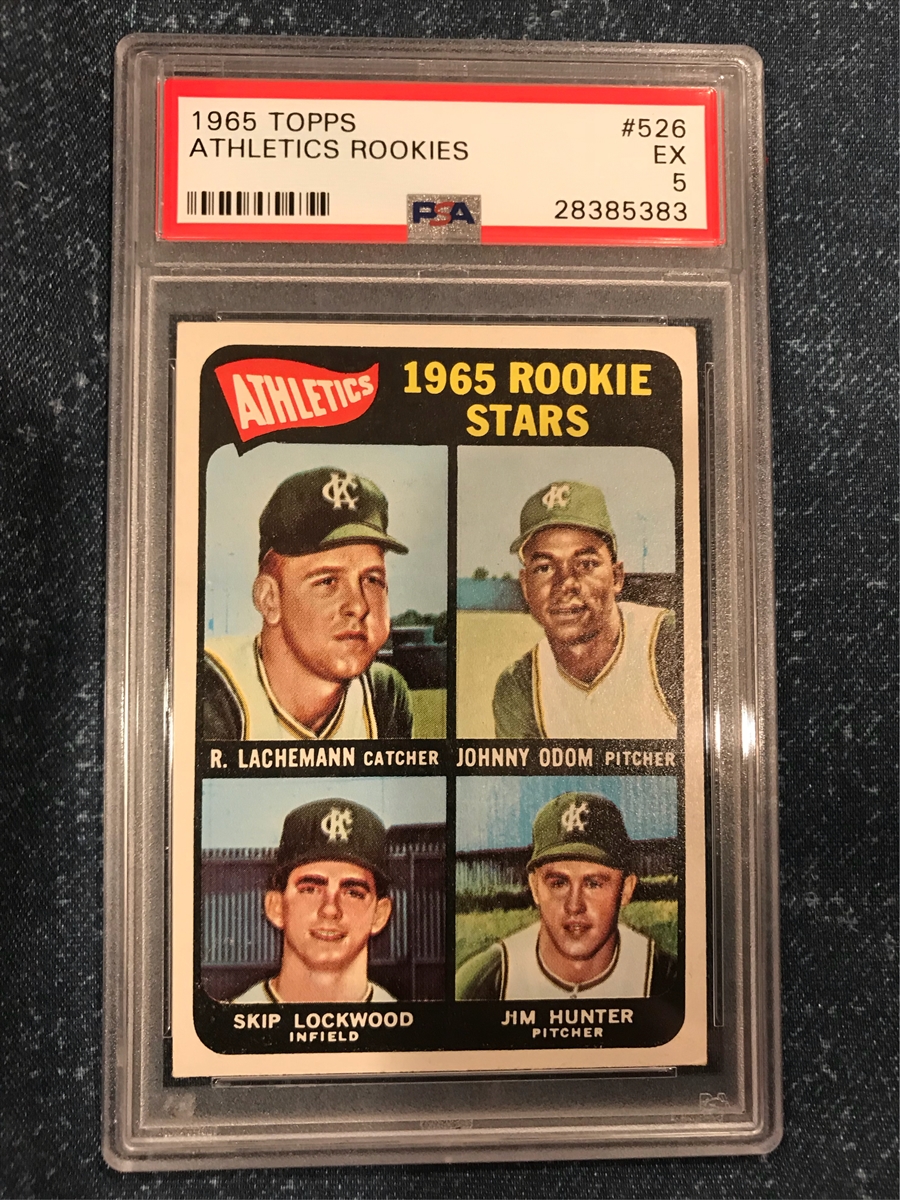 1965 TOPPS #526
ATHLETICS ROOKIES EX
5
PSA 28385383
ATHLETICS
1965 ROOKIE
STARS
KC
KC
R. LACHEMANN CATCHER
JOHNNY ODOM PITCHER
KC
KC
SKIP LOCKWOOD
INFIELD
JIM HUNTER
PITCHER